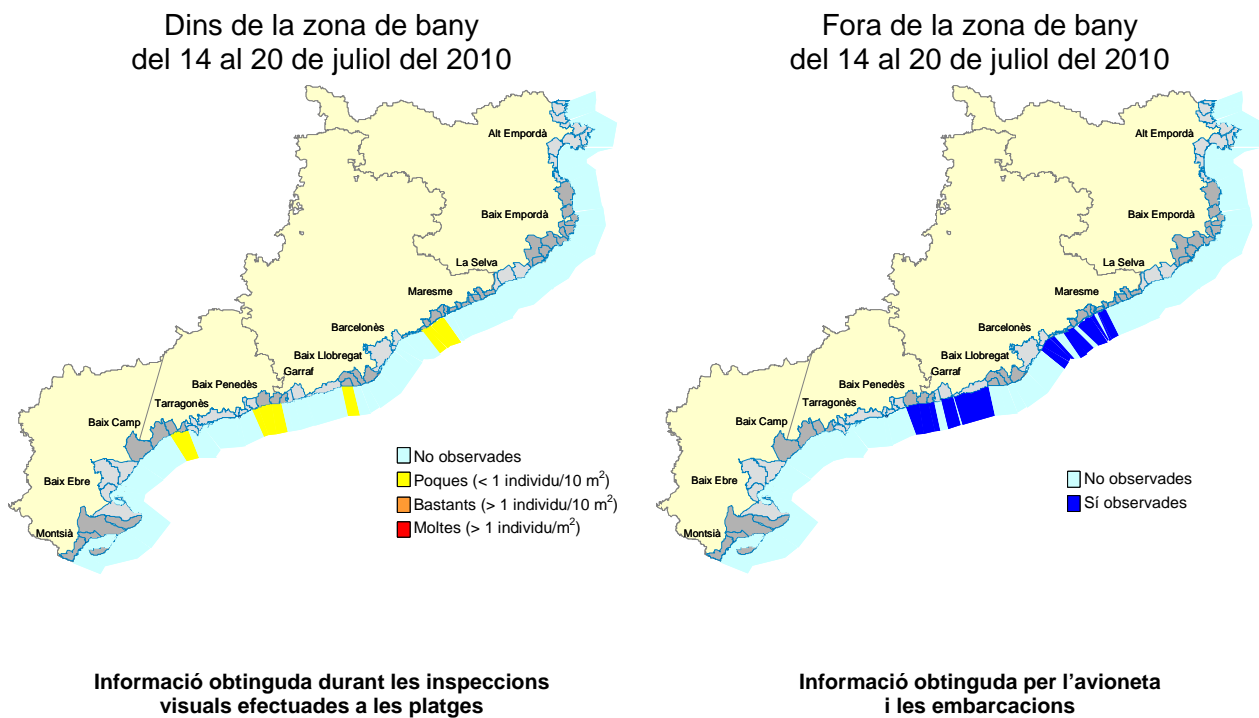 Dins de la zona de bany
del 14 al 20 de juliol del 2010
Alt Empordà
Baix Empordà
La Selva
Maresme
Barcelonès
Baix Llobregat
Garraf
Baix Penedès
Tarragonès
Baix Camp
Baix Ebre
Montsià
No observades
Poques (< 1 individu/10 m²)
Bastants (> 1 individu/10 m²)
Moltes (> 1 individu/m²)
Informació obtinguda durant les inspeccions
visuals efectuades a les platges
Fora de la zona de bany
del 14 al 20 de juliol del 2010
Alt Empordà
Baix Empordà
La Selva
Maresme
Barcelonès
Baix Llobregat
Garraf
Baix Penedès
Tarragonès
Baix Camp
Baix Ebre
Montsià
No observades
Sí observades
Informació obtinguda per l'avioneta
i les embarcacions